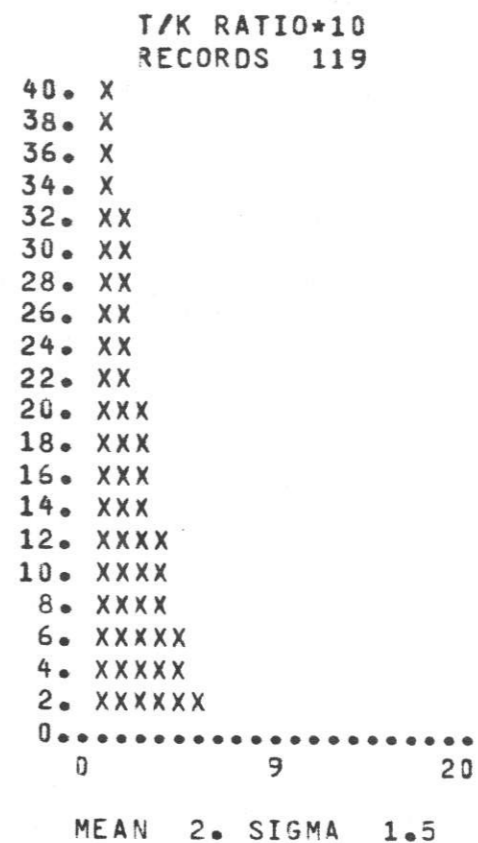 T/K RATIO*10
RECORDS 119
40. X
38. X
36. X
34. X
32. XX
30. XX
28. XX
26. XX
24. XX
22. XX
20. XXX
18. XXX
16. XXX
14. XXX
12. XXXX
10. XXXX
8. XXXX
6. XXXXX
4. XXXXX
2. XXXXXX
0.......................
0 9 20
MEAN 2. SIGMA 1.5